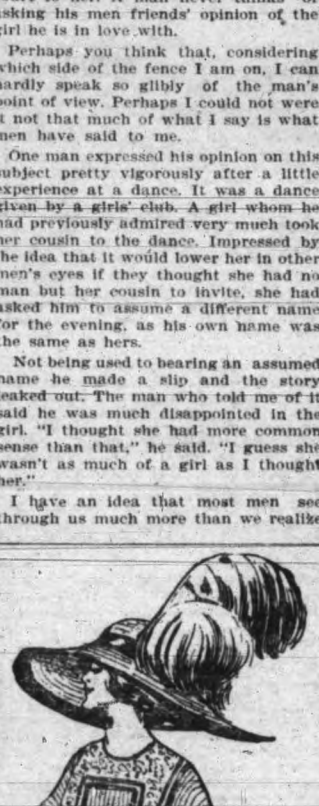 asking his men friends' opinion of the
girl he is in love with.
Perhaps you think that, considering
which side of the fence I am on, I can
hardly speak so glibly of the man's
point of view. Perhaps I could not were
it not that much of what I say is what
men have said to me.
One man expressed his opinion on this
subject pretty vigorously after a little
experience at a dance. It was a dance
given by a girls' club. A girl whom he
had previously admired very much took
her cousin to the dance. Impressed by
the idea that it would lower her in other
men's eyes if they thought she had no
man but her cousin to invite, she had
asked him to assume a different name
for the evening, as his own name was
the same as hers.
Not being used to bearing an assumed
name he made a slip and the story
leaked out. The man who told me of it
said he was much disappointed in the
girl. "I thought she had more common
sense than that," he said. "I guess she
wasn't as much of a girl as I thought
her."
I have an idea that most men see
through us much more than we realize